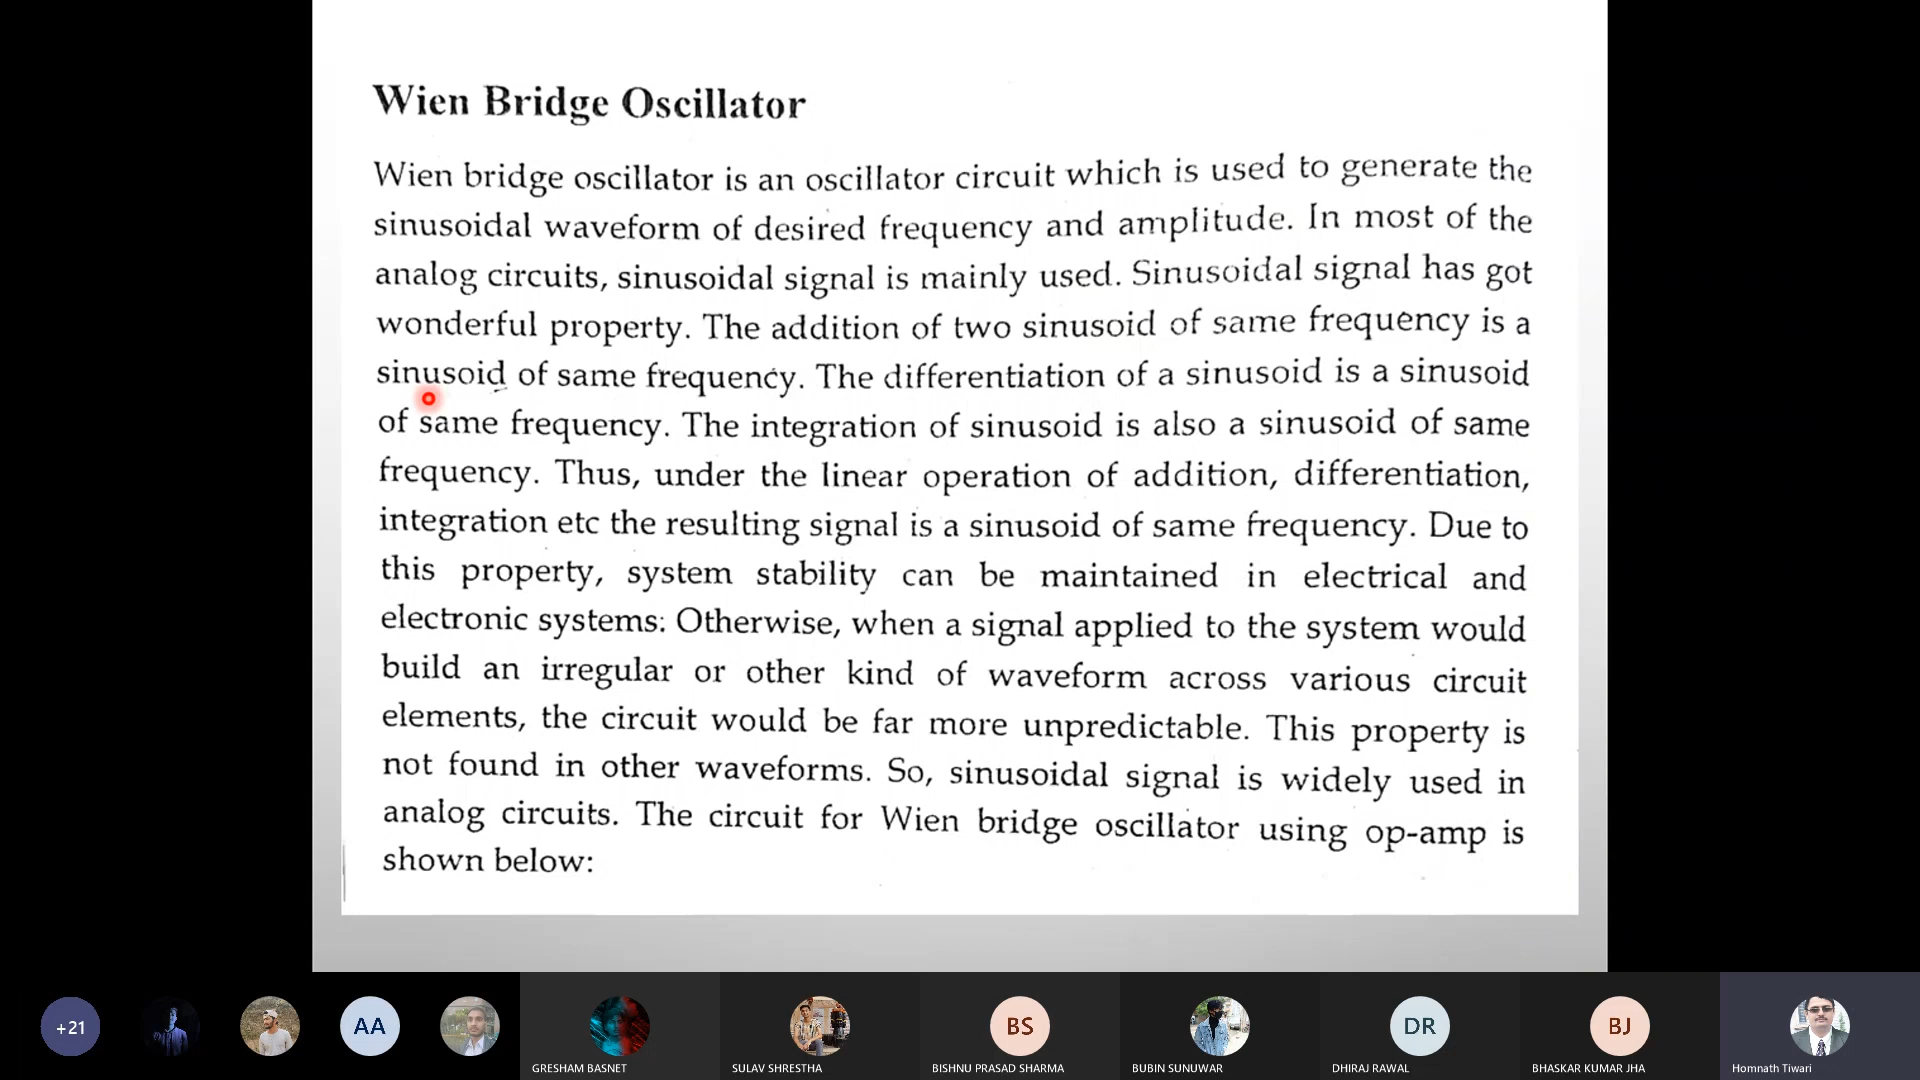 Wien Bridge Oscillator
Wien bridge oscillator is an oscillator circuit which is used to generate the
sinusoidal waveform of desired frequency and amplitude. In most of the
analog circuits, sinusoidal signal is mainly used. Sinusoidal signal has got
wonderful property. The addition of two sinusoid of same frequency is a
sinusoid of same frequency. The differentiation of a sinusoid is a sinusoid
of same frequency. The integration of sinusoid is also a sinusoid of same
frequency. Thus, under the linear operation of addition, differentiation,
integration etc the resulting signal is a sinusoid of same frequency. Due to
this property, system stability can be maintained in electrical and
electronic systems: Otherwise, when a signal applied to the system would
build an irregular or other kind of waveform across various circuit
elements, the circuit would be far more unpredictable. This property is
not found in other waveforms. So, sinusoidal signal is widely used in
analog circuits. The circuit for Wien bridge oscillator using op-amp is
shown below:
+21
AA
BS
DR
BJ
GRESHAM BASNET
SULAV SHRESTHA
BISHNU PRASAD SHARMA
BUBIN SUNUWAR
DHIRAJ RAWAL
BHASKAR KUMAR JHA
Homnath Tiwari